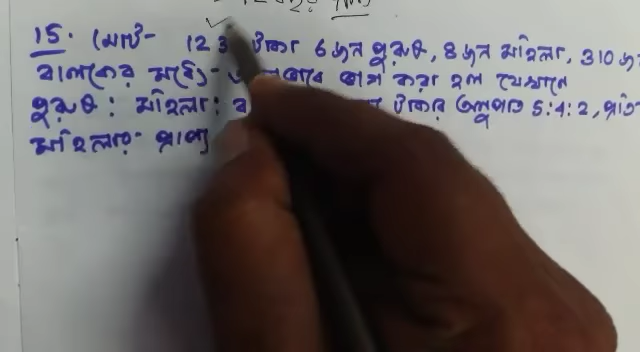 15. মোট- 123 টাকা 6 জন পুরুষ, 8 জন মহিলা, 310 জ
বালকের মধ্যে- ভাগ করা হল যেখানে
পুরুষ : মহিলা : টাকার অনুপাত 5:4:2, প্রতি
মহিলার- প্রাপ্য